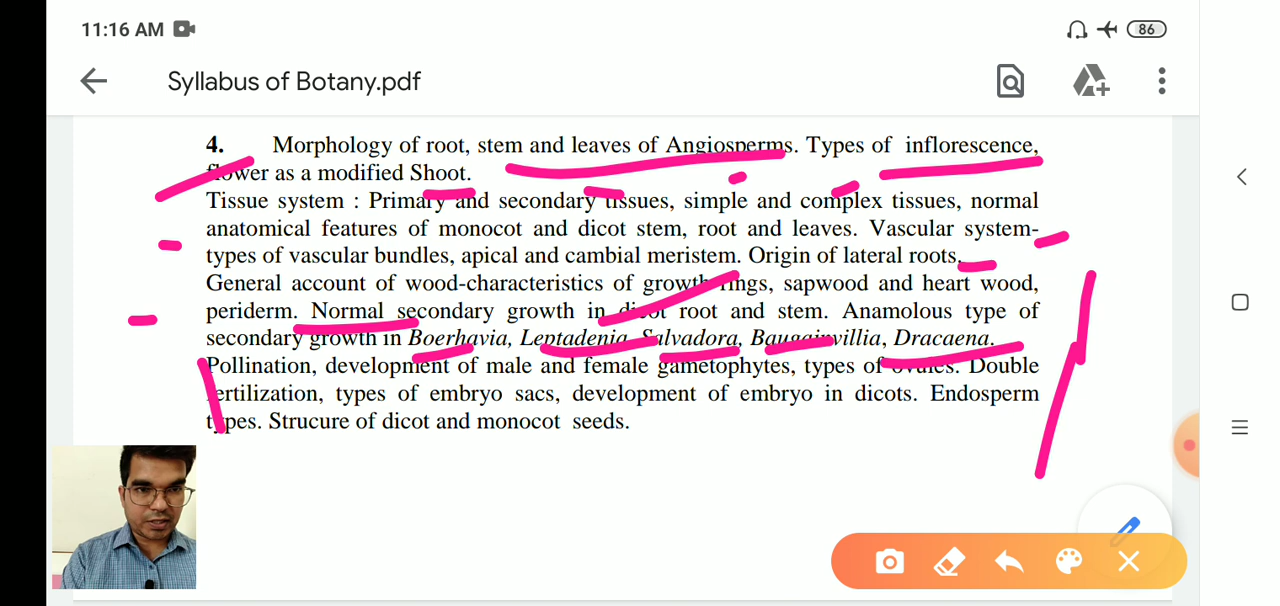 11:16 AM
86
Syllabus of Botany.pdf
4. Morphology of root, stem and leaves of Angiosperms. Types of inflorescence,
flower as a modified Shoot.
Tissue system : Primary and secondary tissues, simple and complex tissues, normal
anatomical features of monocot and dicot stem, root and leaves. Vascular system-
types of vascular bundles, apical and cambial meristem. Origin of lateral roots.
General account of wood-characteristics of growth rings, sapwood and heart wood,
periderm. Normal secondary growth in dicot root and stem. Anamolous type of
secondary growth in Boerhavia, Leptadenia, Salvadora, Baugainvillia, Dracaena.
Pollination, development of male and female gametophytes, types of ovules. Double
fertilization, types of embryo sacs, development of embryo in dicots. Endosperm
types. Strucure of dicot and monocot seeds.